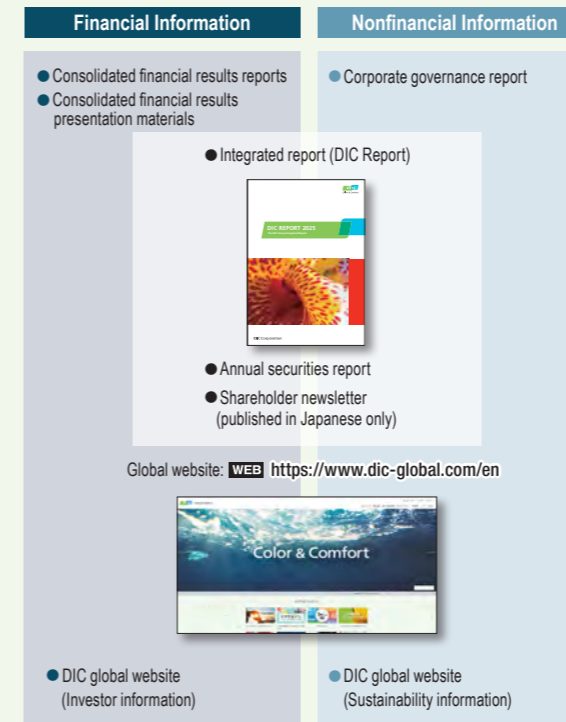 Financial Information
Nonfinancial Information
● Consolidated financial results reports
● Consolidated financial results
presentation materials
● Corporate governance report
● Integrated report (DIC Report)
DIC REPORT 2025
● Annual securities report
● Shareholder newsletter
(published in Japanese only)
Global website: WEB https://www.dic-global.com/en
Color & Comfort
● DIC global website
(Investor information)
● DIC global website
(Sustainability information)